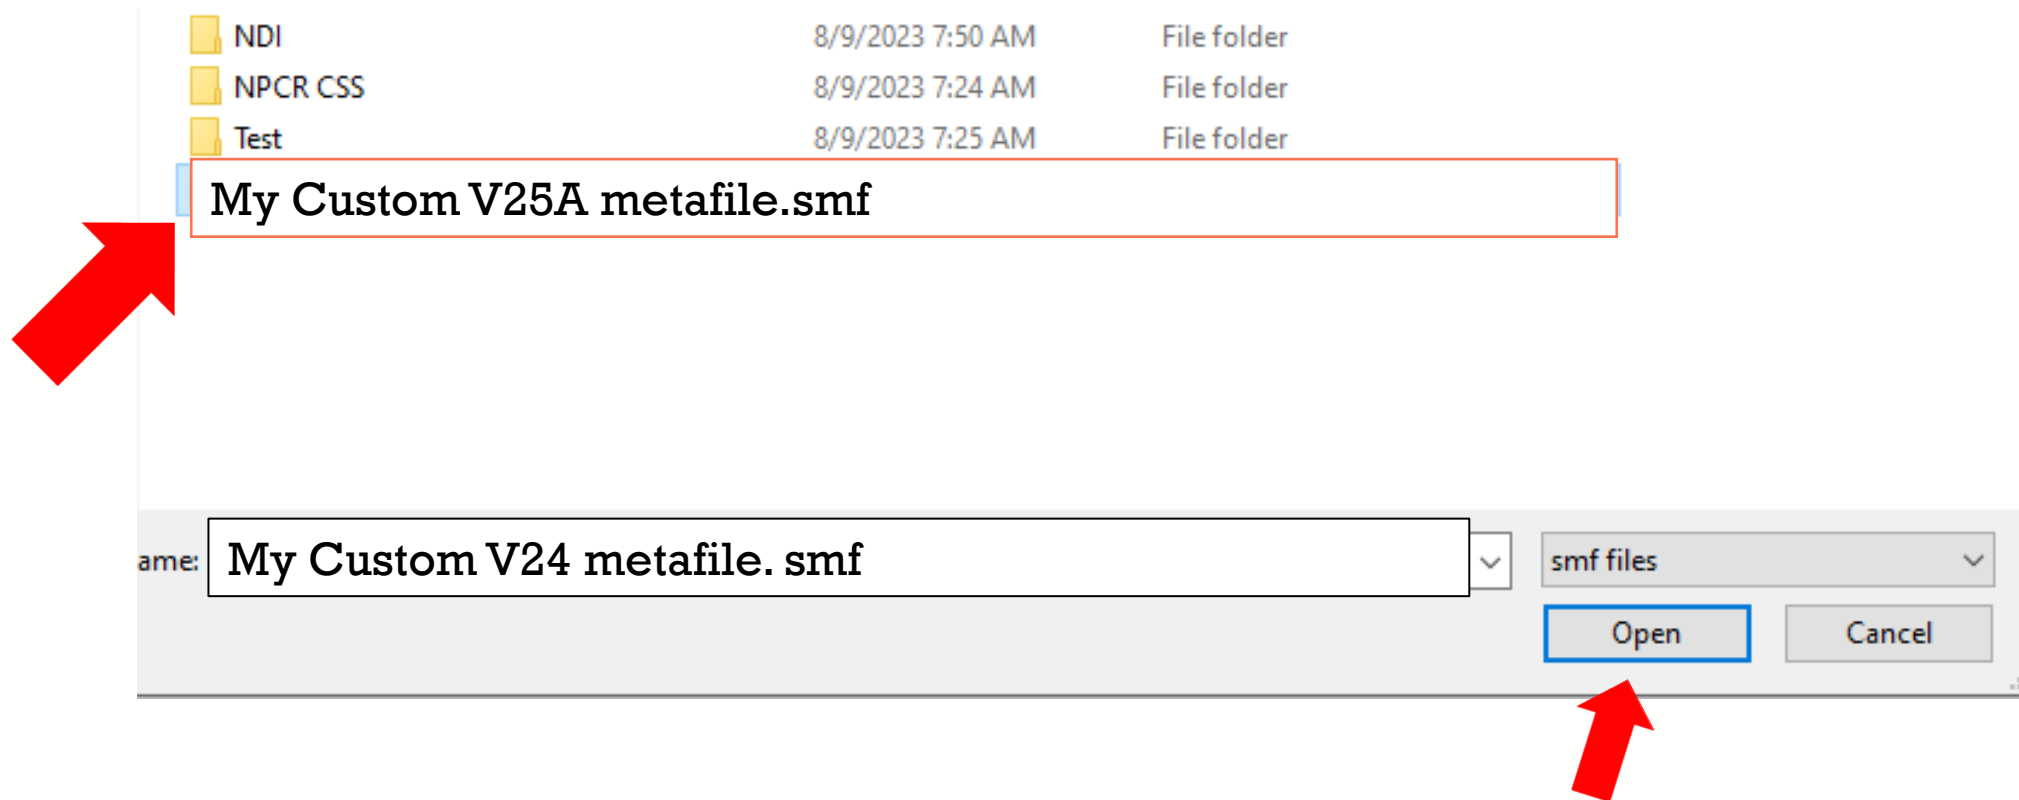 NDI 8/9/2023 7:50 AM File folder
NPCR CSS 8/9/2023 7:24 AM File folder
Test 8/9/2023 7:25 AM File folder
My Custom V25A metafile.smf
ame: My Custom V24 metafile. smf smf files
Open Cancel